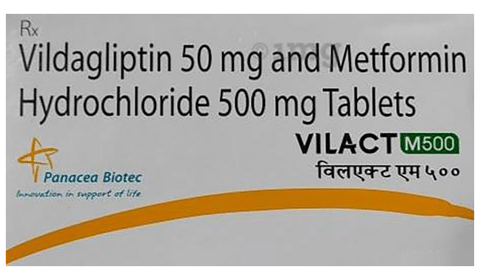 Rx
Vildagliptin 50 mg and Metformin
Hydrochloride 500 mg Tablets
VILACT M500
विलएक्ट एम ५००
Panacea Biotec
Innovation in support of life